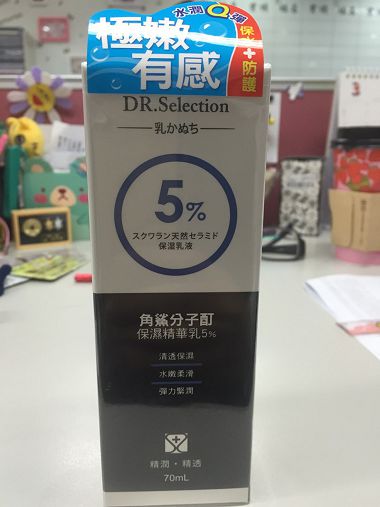 水潤Q彈
極嫩
有感
保水+防護
DR.Selection
乳かぬち
5%
スクワラン天然セラミド
保湿乳液
角鯊分子酊
保濕精華乳5%
清透保濕
水嫩柔滑
彈力緊潤
精潤・精透
70mL
3